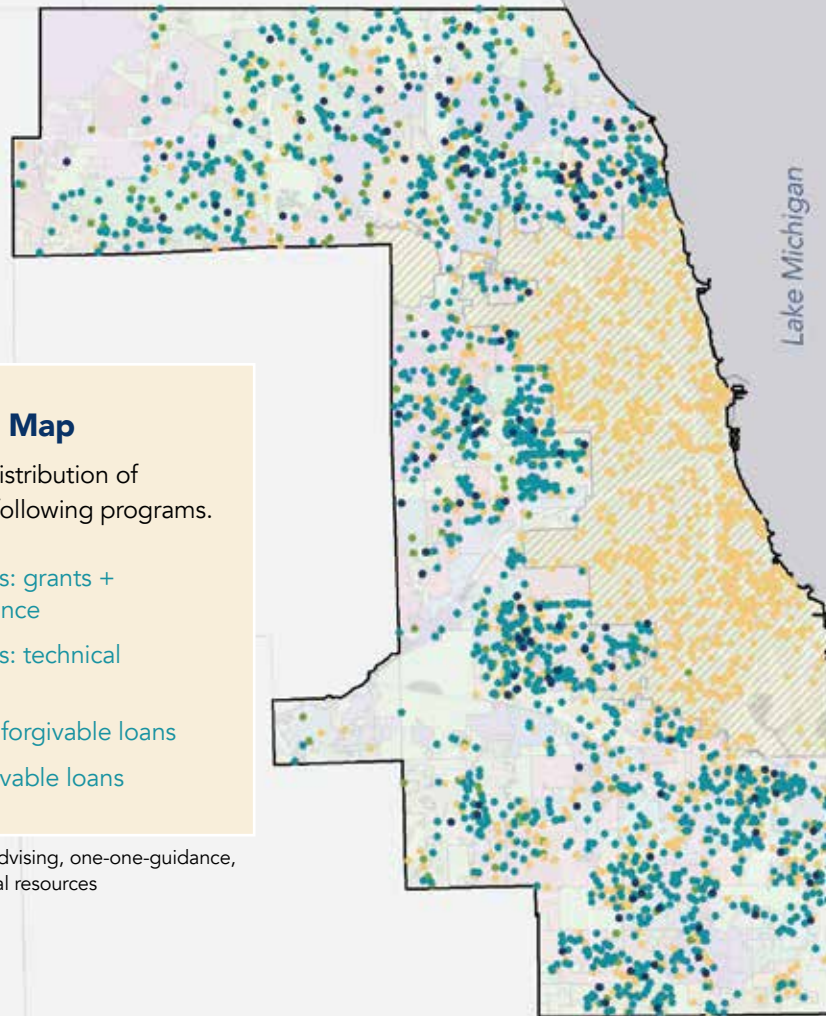 Lake Michigan
Map
istribution of
ollowing programs.
s: grants +
nce
s: technical
forgivable loans
vable loans
dvising, one-one-guidance,
al resources